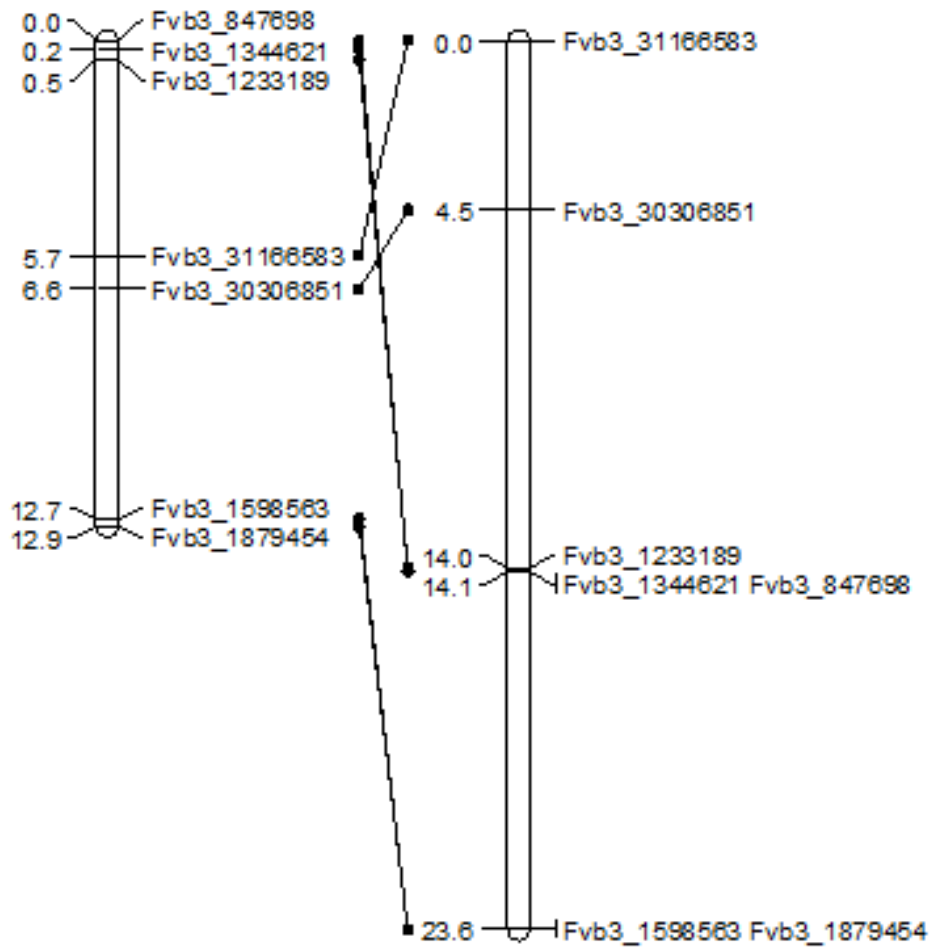 0.0 Fvb3_847698
0.2 Fvb3_1344621
0.5 Fvb3_1233189
5.7 Fvb3_31166583
6.6 Fvb3_30306851
12.7 Fvb3_1598563
12.9 Fvb3_1879454
0.0 Fvb3_31166583
4.5 Fvb3_30306851
14.0 Fvb3_1233189
14.1 Fvb3_1344621 Fvb3_847698
23.6 Fvb3_1598563 Fvb3_1879454